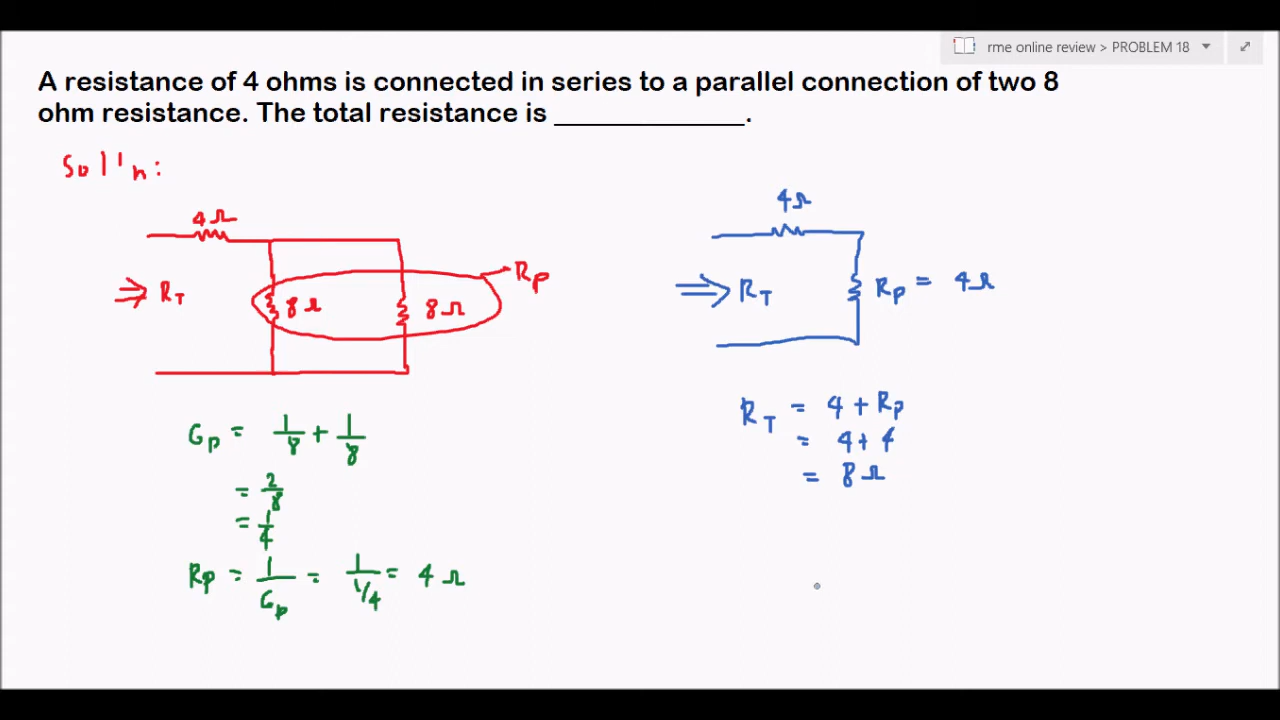 rme online review > PROBLEM 18
A resistance of 4 ohms is connected in series to a parallel connection of two 8
ohm resistance. The total resistance is _____________.
Sol'n:
4Ω
RT
8Ω
8Ω
Rp
Gp = 1/8 + 1/8
= 2/8
= 1/4
Rp = 1/Gp = 1/1/4 = 4Ω
4Ω
RT
Rp = 4Ω
RT = 4 + Rp
= 4 + 4
= 8Ω